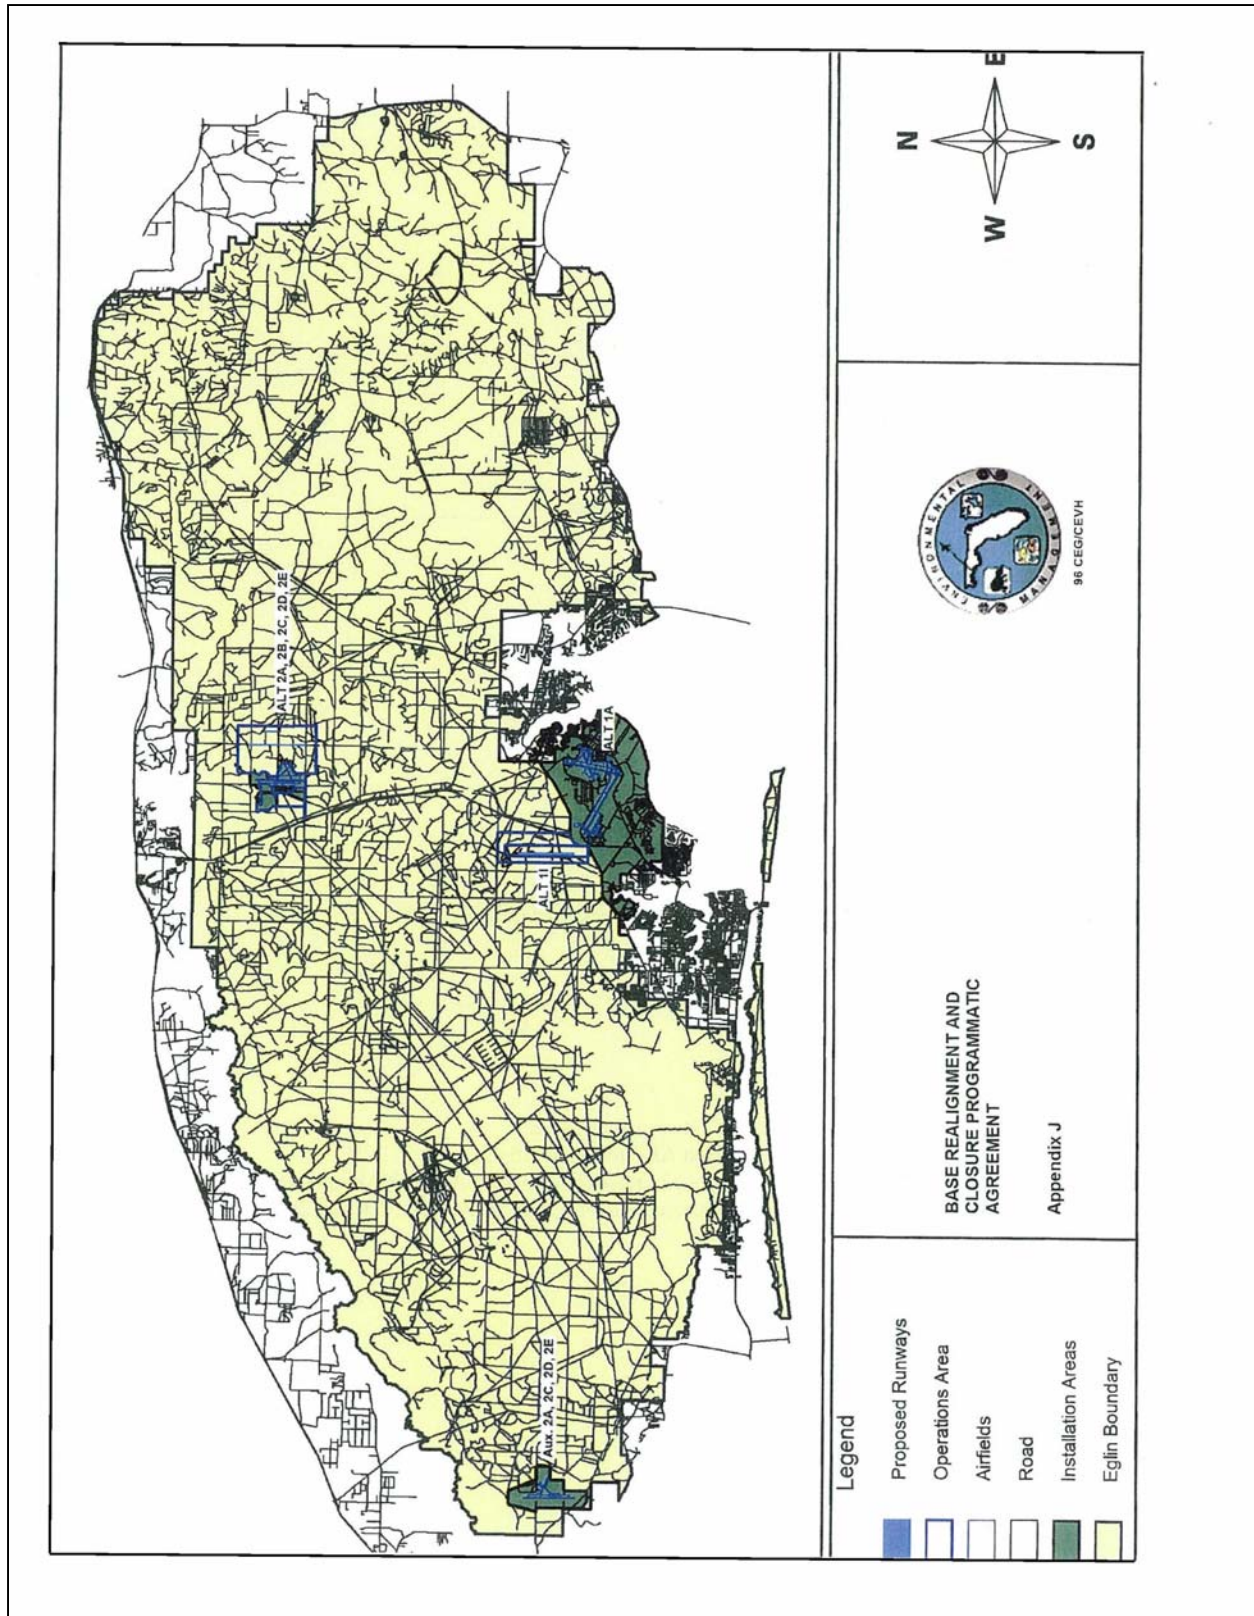 ALT 2A, 2B, 2C, 2D, 2E
ALT 1A
ALT 1I
Aux. 2A, 2C, 2D, 2E
Legend
Proposed Runways
Operations Area
Airfields
Road
Installation Areas
Eglin Boundary
BASE REALIGNMENT AND
CLOSURE PROGRAMMATIC
AGREEMENT
Appendix J
ENVIRONMENTAL
MANAGEMENT
96 CEG/CEVH
N
W
E
S